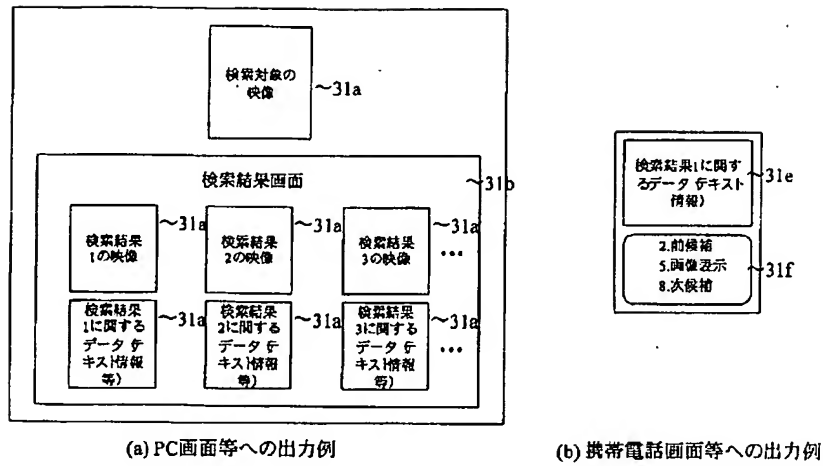 検索対象の
映像
~31a
検索結果画面
~31b
~31a
~31a
~31a
検索結果
1の映像
検索結果
2の映像
検索結果
3の映像
…
~31a
~31a
~31a
検索結果
1に関する
データ(テ
キスト情報
等)
検索結果
2に関する
データ(テ
キスト情報
等)
検索結果
3に関する
データ(テ
キスト情報
等)
…
(a) PC画面等への出力例
検索結果1に関す
るデータ(テキスト
情報)
~31e
2.前候補
5.画像表示
8.次候補
~31f
(b) 携帯電話画面等への出力例